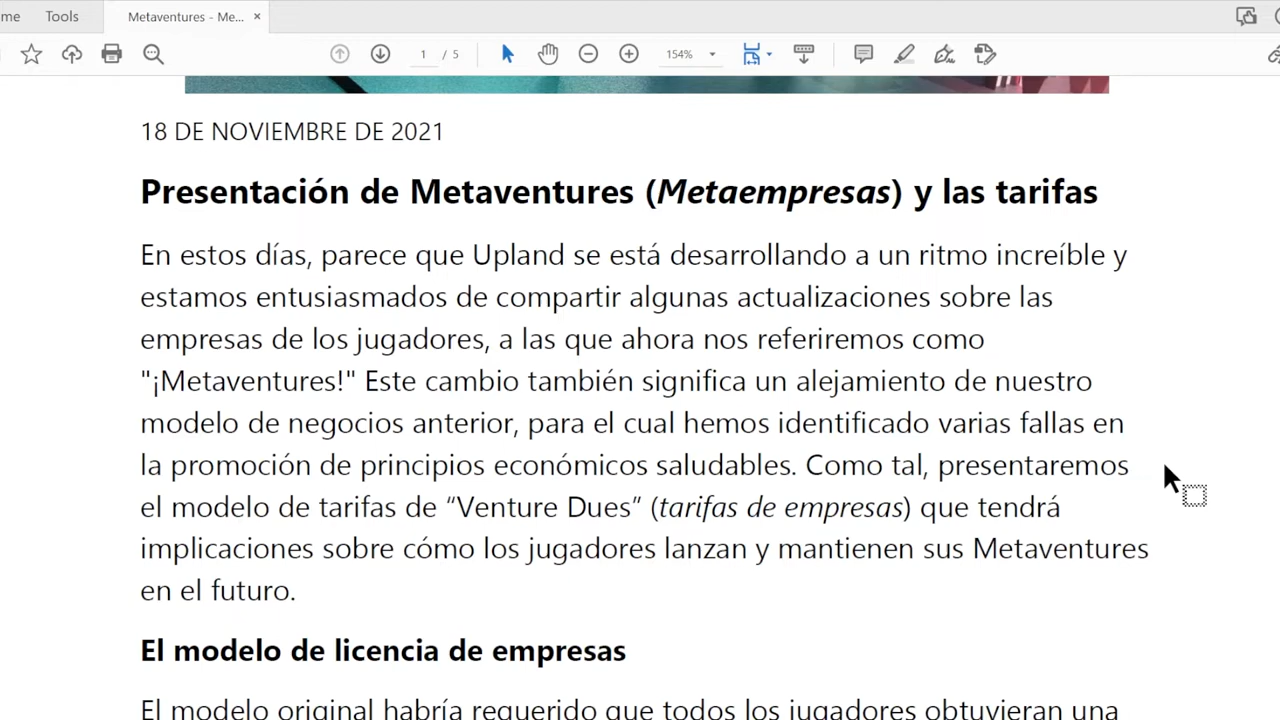 me
Tools
Metaventures - Me... ×
1 / 5
154%
18 DE NOVIEMBRE DE 2021
Presentación de Metaventures (Metaempresas) y las tarifas
En estos días, parece que Upland se está desarrollando a un ritmo increíble y
estamos entusiasmados de compartir algunas actualizaciones sobre las
empresas de los jugadores, a las que ahora nos referiremos como
"¡Metaventures!" Este cambio también significa un alejamiento de nuestro
modelo de negocios anterior, para el cual hemos identificado varias fallas en
la promoción de principios económicos saludables. Como tal, presentaremos
el modelo de tarifas de “Venture Dues” (tarifas de empresas) que tendrá
implicaciones sobre cómo los jugadores lanzan y mantienen sus Metaventures
en el futuro.
El modelo de licencia de empresas
El modelo original habría requerido que todos los jugadores obtuvieran una